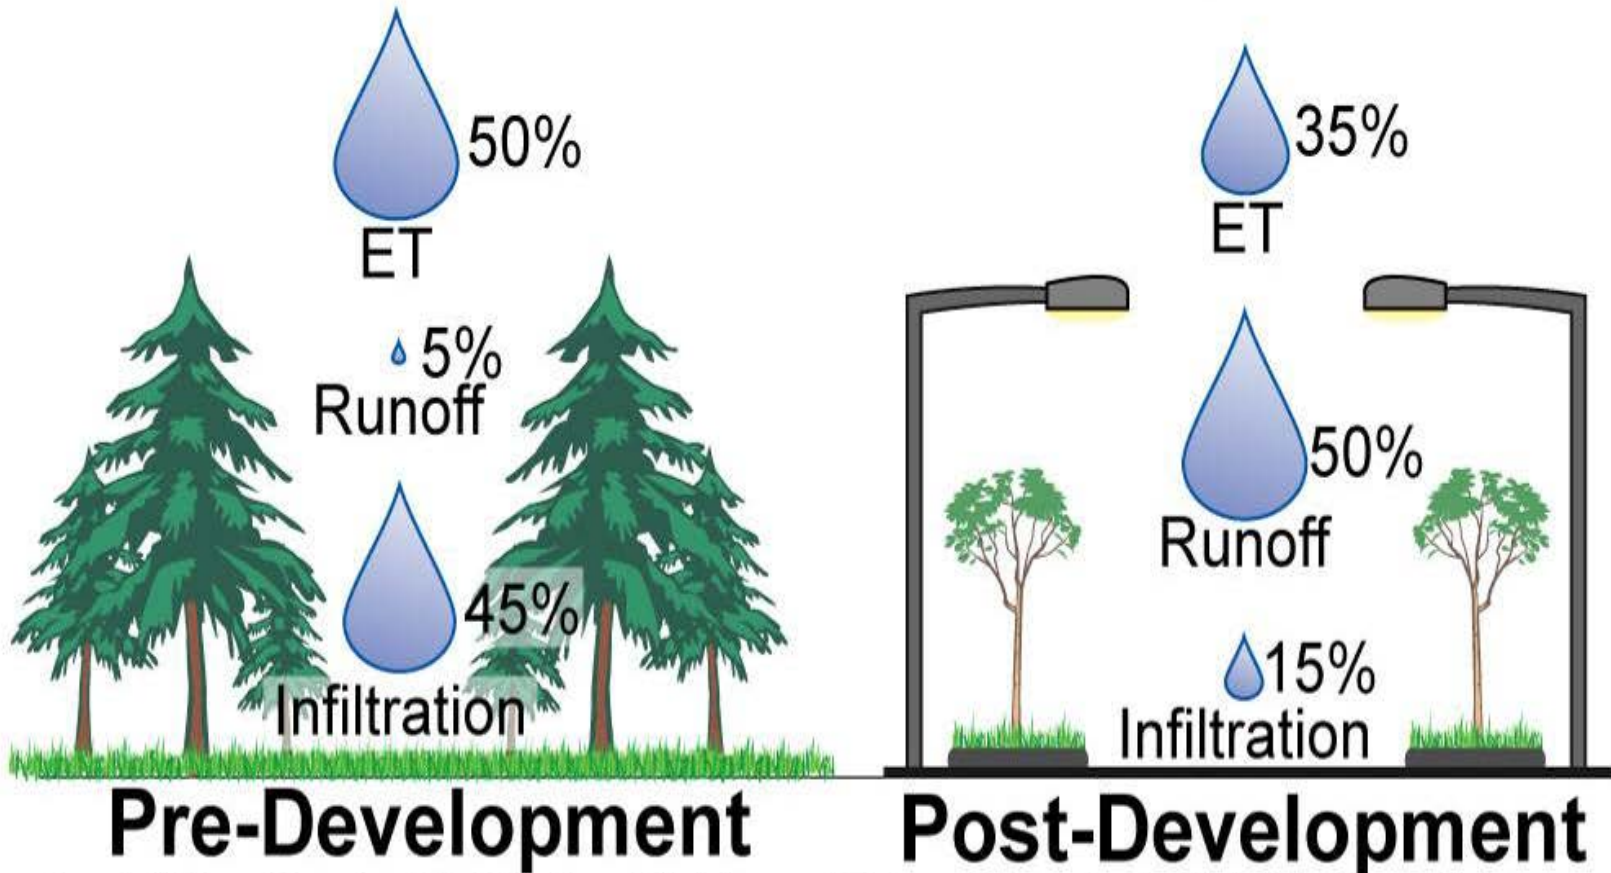 50%
ET
5%
Runoff
45%
Infiltration
Pre-Development
35%
ET
50%
Runoff
15%
Infiltration
Post-Development